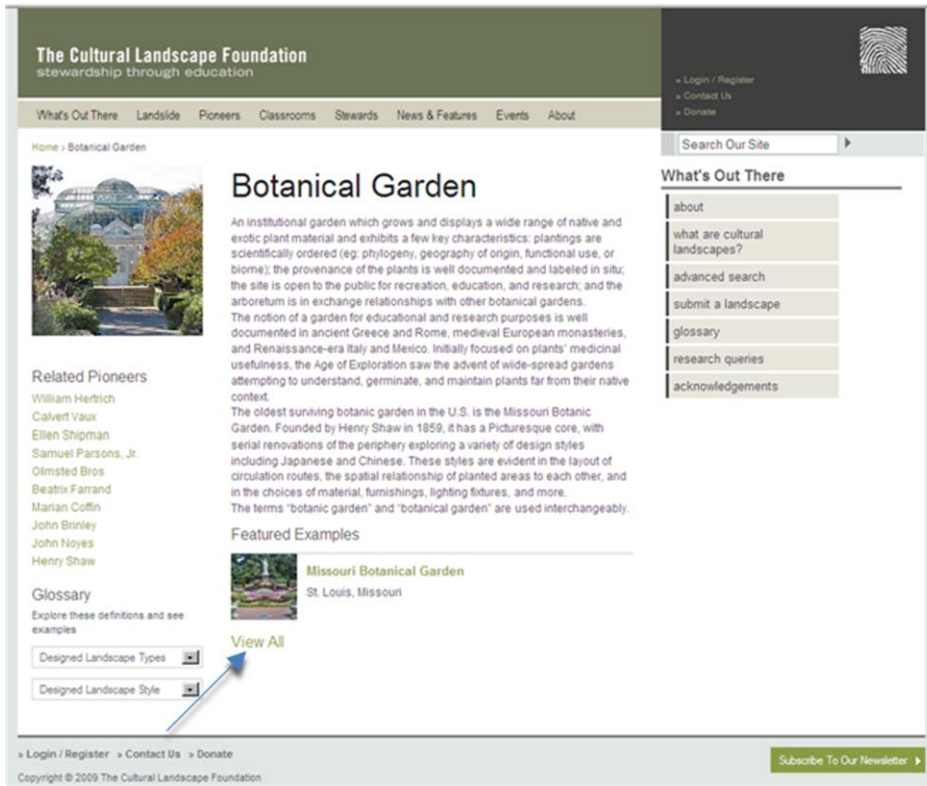 The Cultural Landscape Foundation
stewardship through education
» Login / Register
» Contact Us
» Donate
What's Out There Landslide Pioneers Classrooms Stewards News & Features Events About
Search Our Site
Home › Botanical Garden
Botanical Garden
An institutional garden which grows and displays a wide range of native and
exotic plant material and exhibits a few key characteristics: plantings are
scientifically ordered (eg: phylogeny, geography of origin, functional use, or
biome); the provenance of the plants is well documented and labeled in situ;
the site is open to the public for recreation, education, and research; and the
arboretum is in exchange relationships with other botanical gardens.
The notion of a garden for educational and research purposes is well
documented in ancient Greece and Rome, medieval European monasteries,
and Renaissance-era Italy and Mexico. Initially focused on plants' medicinal
usefulness, the Age of Exploration saw the advent of wide-spread gardens
attempting to understand, germinate, and maintain plants far from their native
context.
The oldest surviving botanic garden in the U.S. is the Missouri Botanic
Garden. Founded by Henry Shaw in 1859, it has a Picturesque core, with
serial renovations of the periphery exploring a variety of design styles
including Japanese and Chinese. These styles are evident in the layout of
circulation routes, the spatial relationship of planted areas to each other, and
in the choices of material, furnishings, lighting fixtures, and more.
The terms "botanic garden" and "botanical garden" are used interchangeably.
Featured Examples
Missouri Botanical Garden
St. Louis, Missouri
View All
Related Pioneers
William Hertrich
Calvert Vaux
Ellen Shipman
Samuel Parsons, Jr.
Olmsted Bros
Beatrix Farrand
Marian Coffin
John Brinley
John Noyes
Henry Shaw
Glossary
Explore these definitions and see
examples
Designed Landscape Types
Designed Landscape Style
What's Out There
about
what are cultural
landscapes?
advanced search
submit a landscape
glossary
research queries
acknowledgements
» Login / Register » Contact Us » Donate
Subscribe To Our Newsletter
Copyright © 2009 The Cultural Landscape Foundation